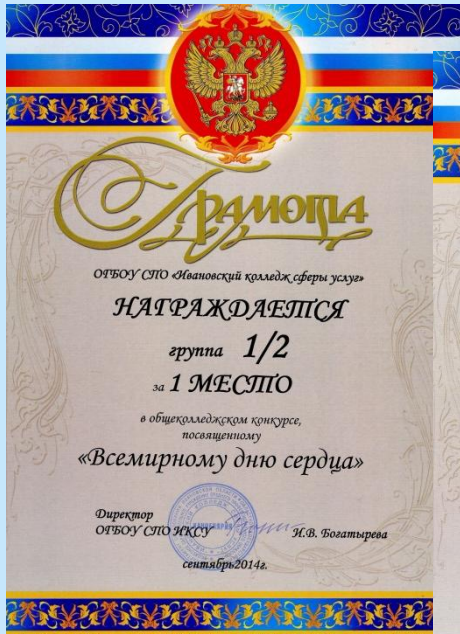 Грамота
ОГБОУ СПО «Ивановский колледж сферы услуг»
НАГРАЖДАЕТСЯ
группа 1/2
за 1 МЕСТО
в общеколледжском конкурсе,
посвященному
«Всемирному дню сердца»
Директор
ОГБОУ СПО ИКСУ
Н.В. Богатырева
сентябрь2014г.